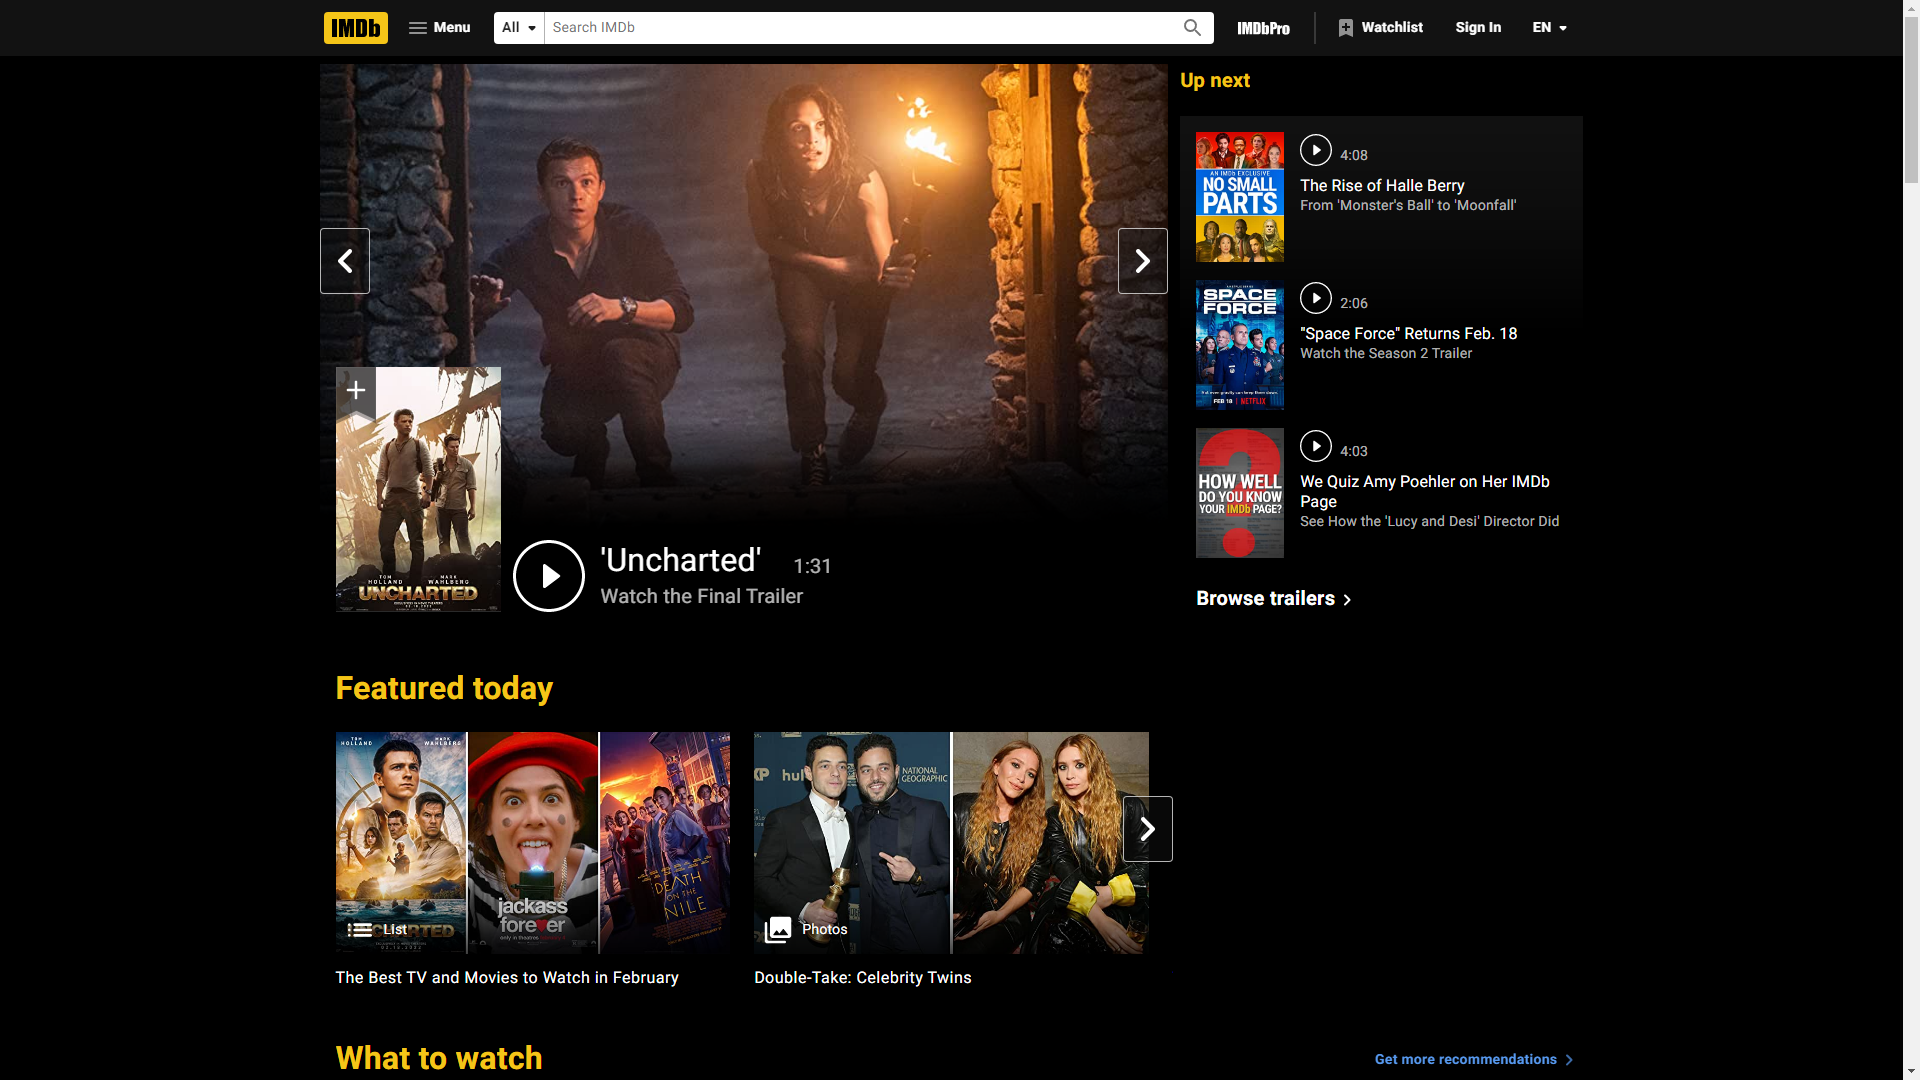 IMDb
Menu
All
Search IMDb
IMDbPro
Watchlist
Sign In
EN
Up next
AN IMDb EXCLUSIVE
NO SMALL
PARTS
4:08
The Rise of Halle Berry
From 'Monster's Ball' to 'Moonfall'
SPACE
FORCE
FEB 18 | NETFLIX
2:06
"Space Force" Returns Feb. 18
Watch the Season 2 Trailer
HOW WELL
DO YOU KNOW
YOUR IMDb PAGE?
4:03
We Quiz Amy Poehler on Her IMDb
Page
See How the 'Lucy and Desi' Director Did
Browse trailers
TOM HOLLAND MARK WAHLBERG
UNCHARTED
'Uncharted' 1:31
Watch the Final Trailer
Featured today
TOM HOLLAND MARK WAHLBERG
UNCHARTED
List
jackass
forever
only in theatres
DEATH
ON THE
NILE
hulu
NATIONAL
GEOGRAPHIC
Photos
The Best TV and Movies to Watch in February
Double-Take: Celebrity Twins
What to watch
Get more recommendations